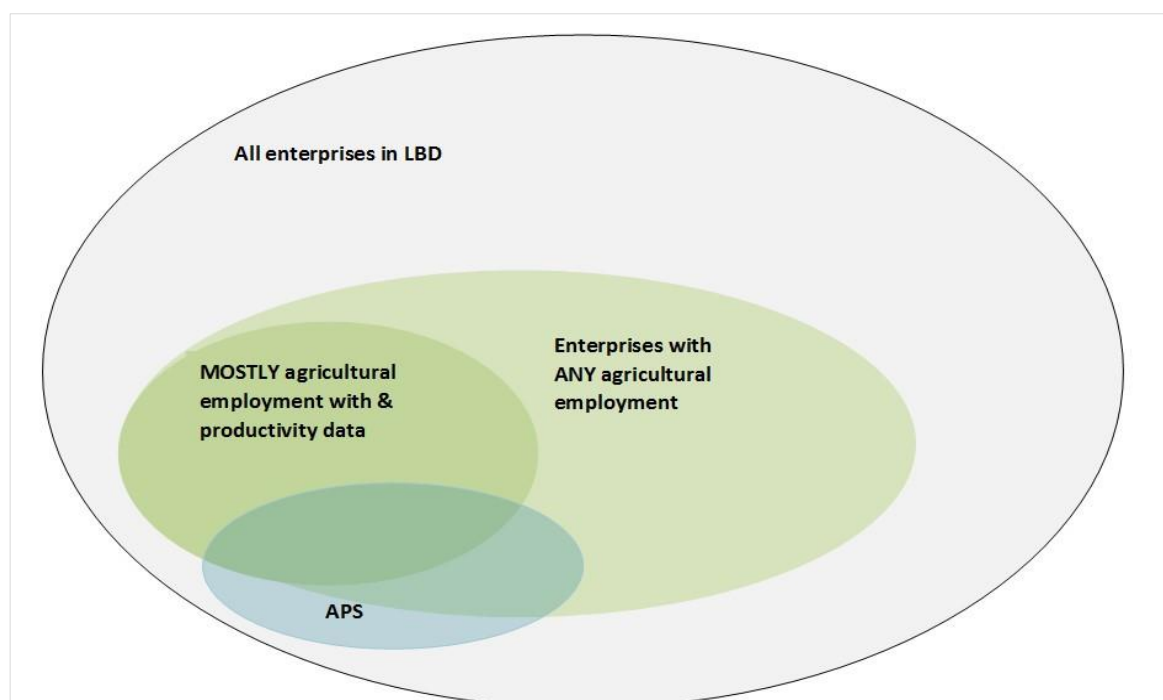 All enterprises in LBD
MOSTLY agricultural
employment with &
productivity data
Enterprises with
ANY agricultural
employment
APS